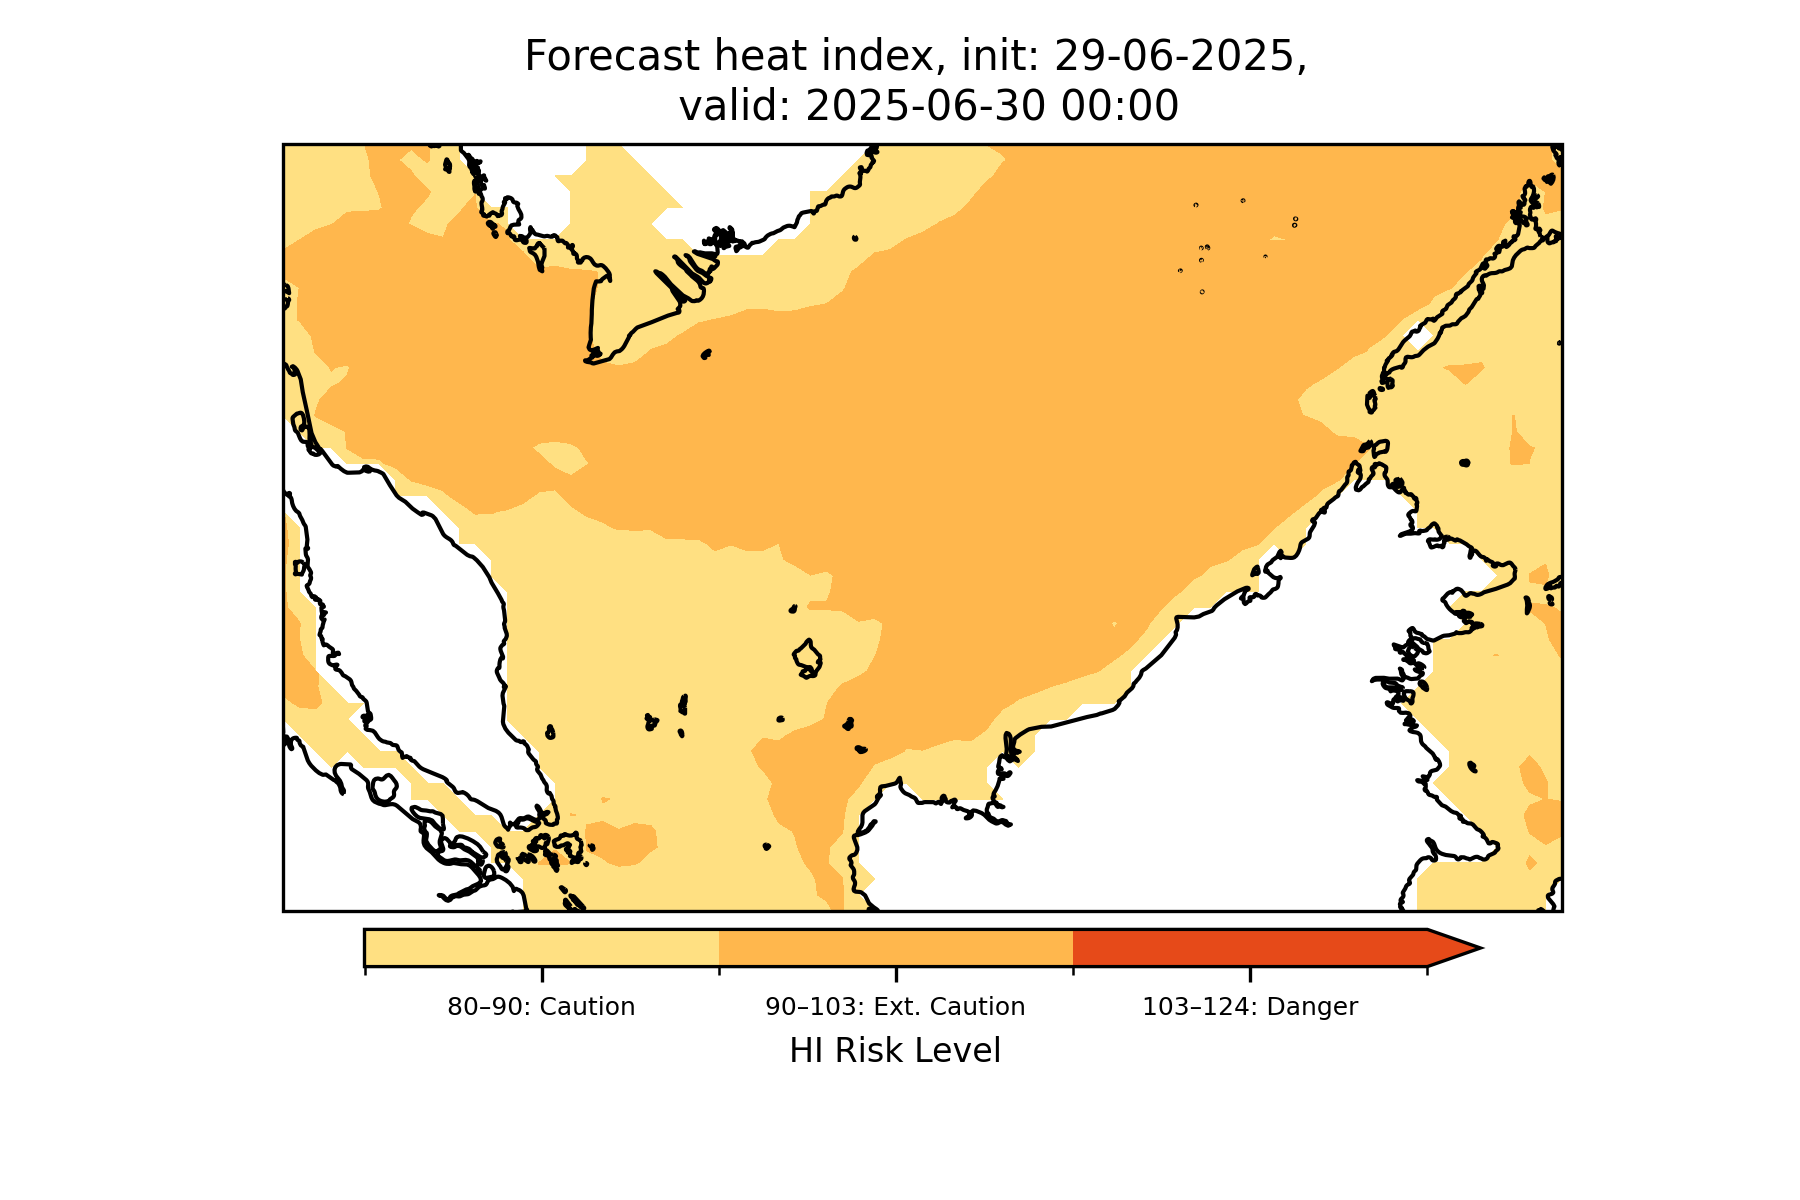 Forecast heat index, init: 29-06-2025,
valid: 2025-06-30 00:00
80–90: Caution
90–103: Ext. Caution
103–124: Danger
HI Risk Level